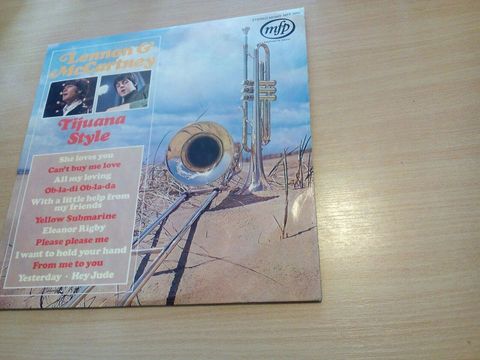 Lennon &
McCartney
Tijuana
Style
She loves you
Can't buy me love
All my loving
Ob-la-di Ob-la-da
With a little help from
my friends
Yellow Submarine
Eleanor Rigby
Please please me
I want to hold your hand
From me to you
Yesterday · Hey Jude
mfp